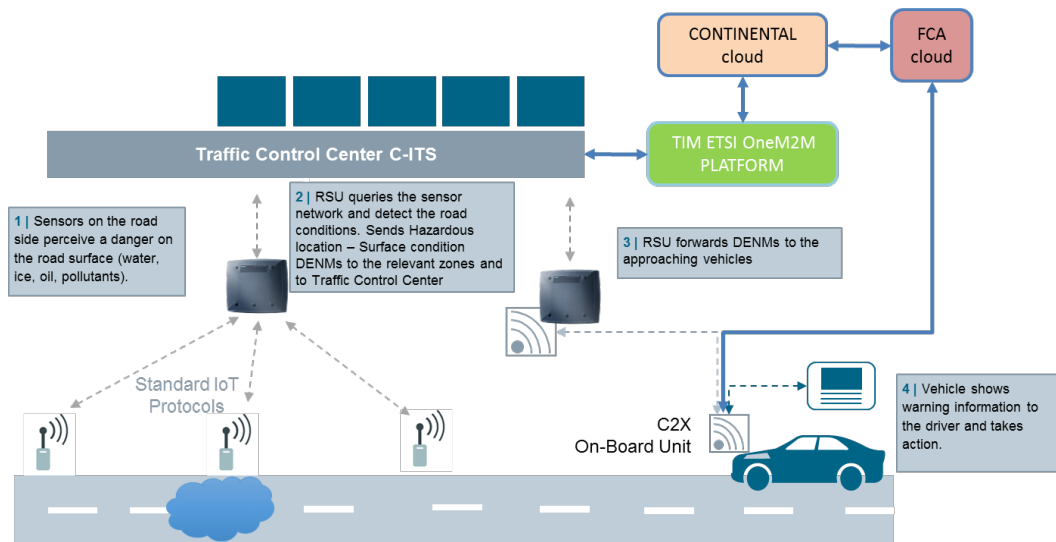 CONTINENTAL
cloud
FCA
cloud
Traffic Control Center C-ITS
TIM ETSI OneM2M
PLATFORM
1 | Sensors on the road
side perceive a danger on
the road surface (water,
ice, oil, pollutants).
2 | RSU queries the sensor
network and detect the road
conditions. Sends Hazardous
location – Surface condition
DENMs to the relevant zones and
to Traffic Control Center
3 | RSU forwards DENMs to the
approaching vehicles
Standard IoT
Protocols
C2X
On-Board Unit
4 | Vehicle shows
warning information to
the driver and takes
action.